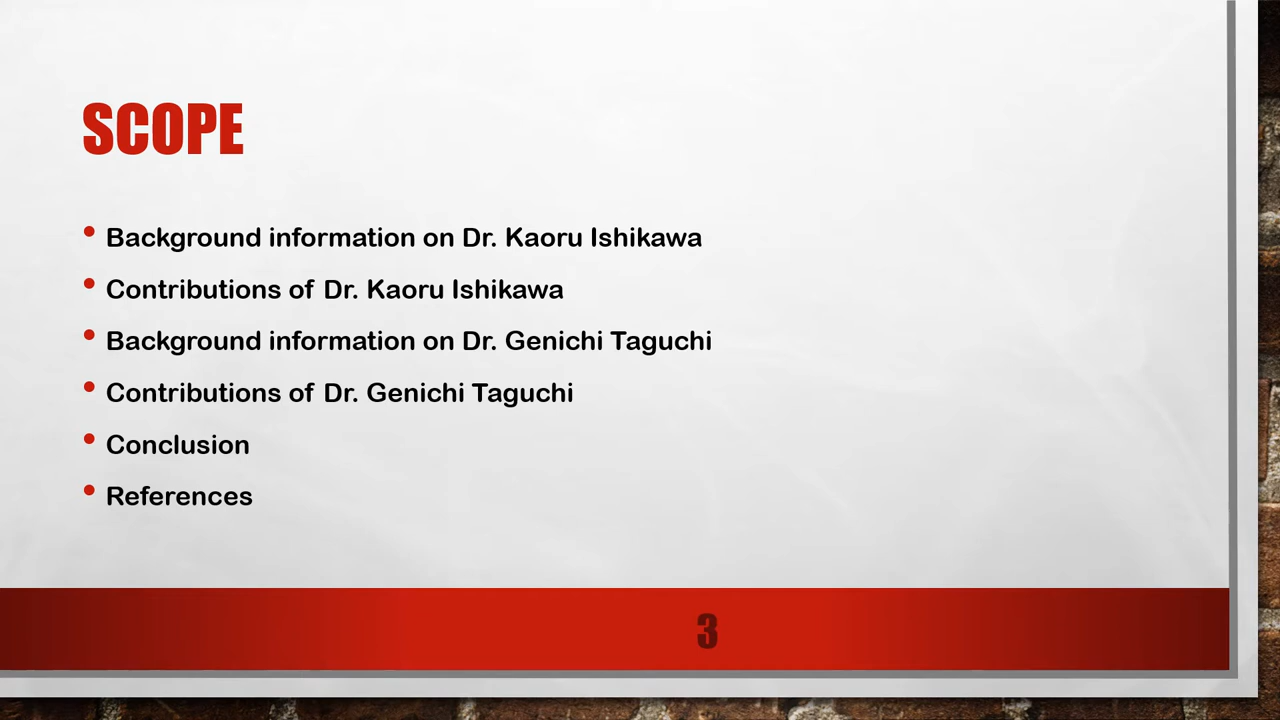 SCOPE
• Background information on Dr. Kaoru Ishikawa
• Contributions of Dr. Kaoru Ishikawa
• Background information on Dr. Genichi Taguchi
• Contributions of Dr. Genichi Taguchi
• Conclusion
• References
3